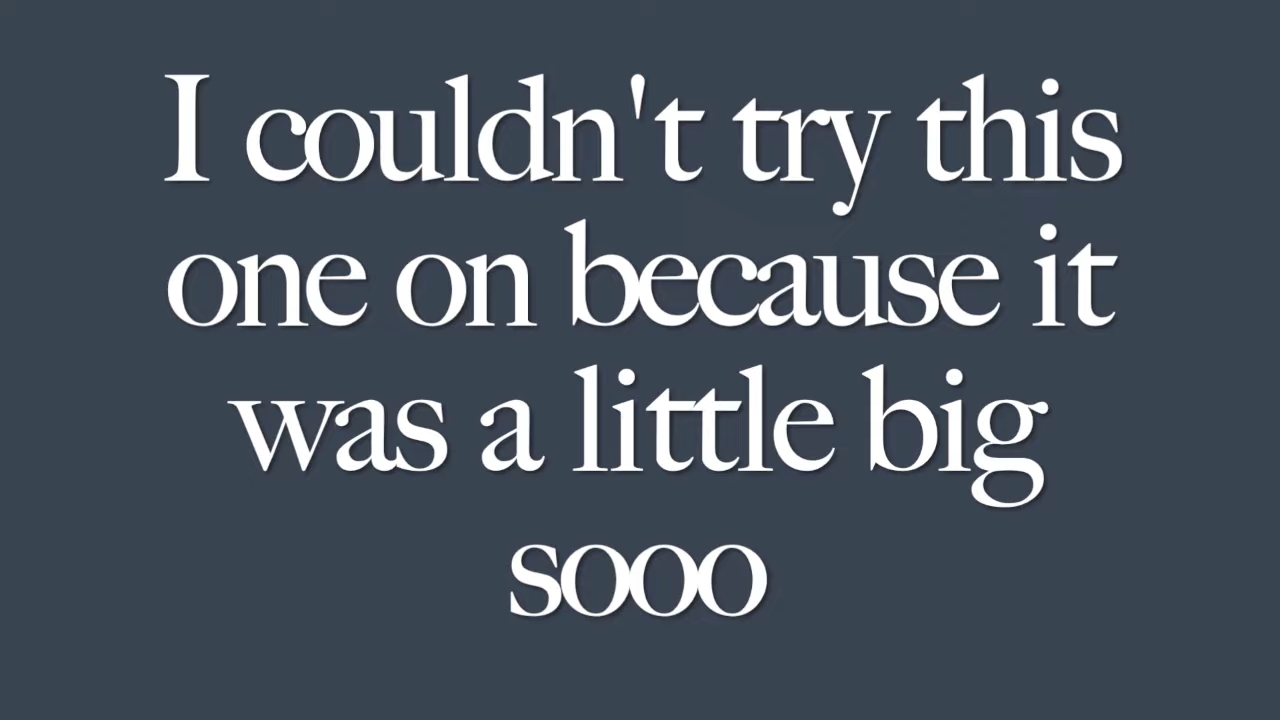 I couldn't try this
one on because it
was a little big
sooo